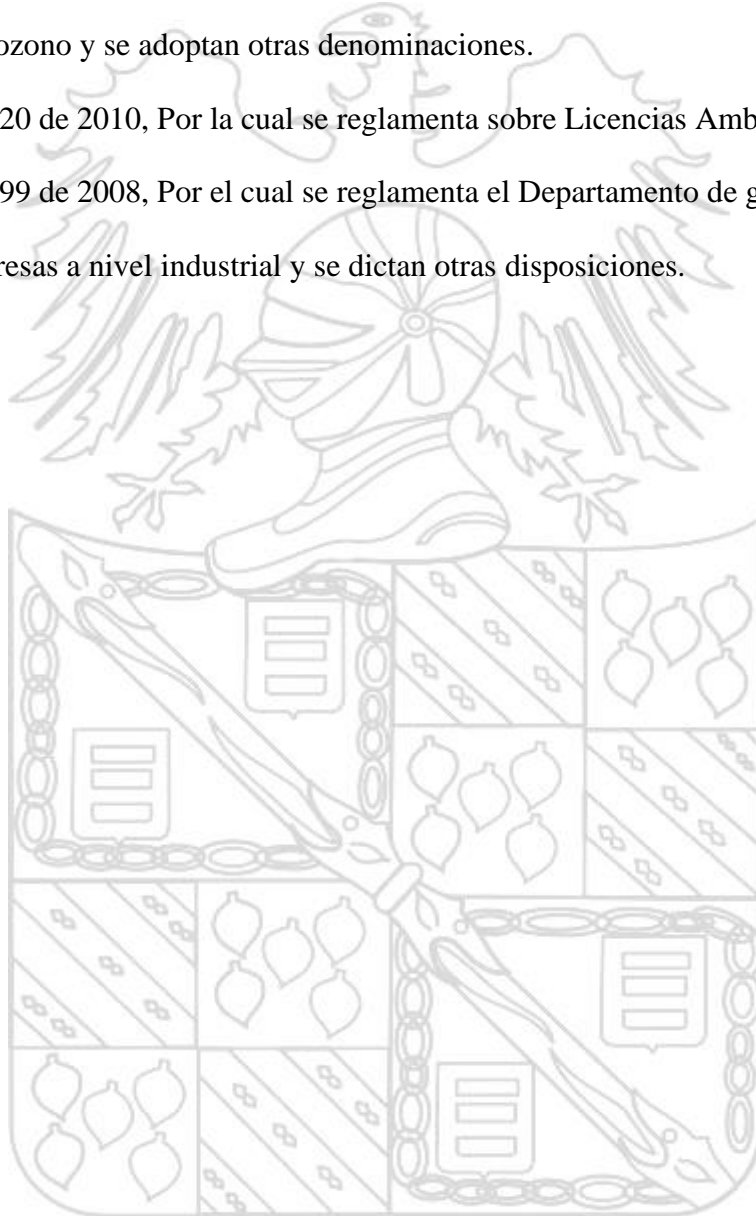 ozono y se adoptan otras denominaciones.
20 de 2010, Por la cual se reglamenta sobre Licencias Amb
99 de 2008, Por el cual se reglamenta el Departamento de g
resas a nivel industrial y se dictan otras disposiciones.